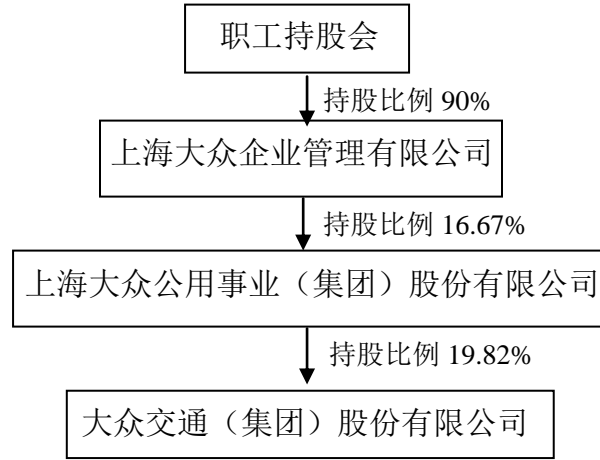 职工持股会
持股比例 90%
上海大众企业管理有限公司
持股比例 16.67%
上海大众公用事业（集团）股份有限公司
持股比例 19.82%
大众交通（集团）股份有限公司